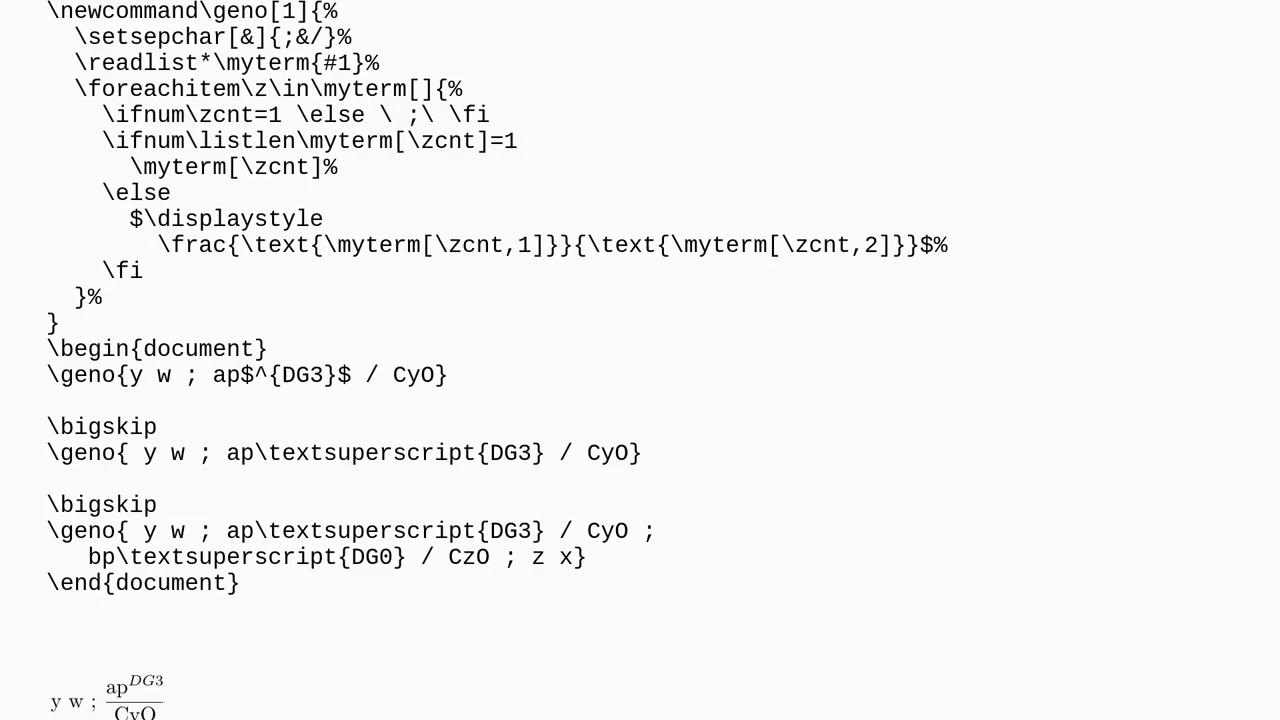 \newcommand\geno[1]{%
  \setsepchar[&]{;&/}%
  \readlist*\myterm{#1}%
  \foreachitem\z\in\myterm[]{%
    \ifnum\zcnt=1 \else \ ;\ \fi
    \ifnum\listlen\myterm[\zcnt]=1
      \myterm[\zcnt]%
    \else
      $\displaystyle
        \frac{\text{\myterm[\zcnt,1]}}{\text{\myterm[\zcnt,2]}}$%
    \fi
  }%
}
\begin{document}
\geno{y w ; ap$^{DG3}$ / CyO}

\bigskip
\geno{ y w ; ap\textsuperscript{DG3} / CyO}

\bigskip
\geno{ y w ; ap\textsuperscript{DG3} / CyO ;
   bp\textsuperscript{DG0} / CzO ; z x}
\end{document}

y w ; ap^DG3
CyO